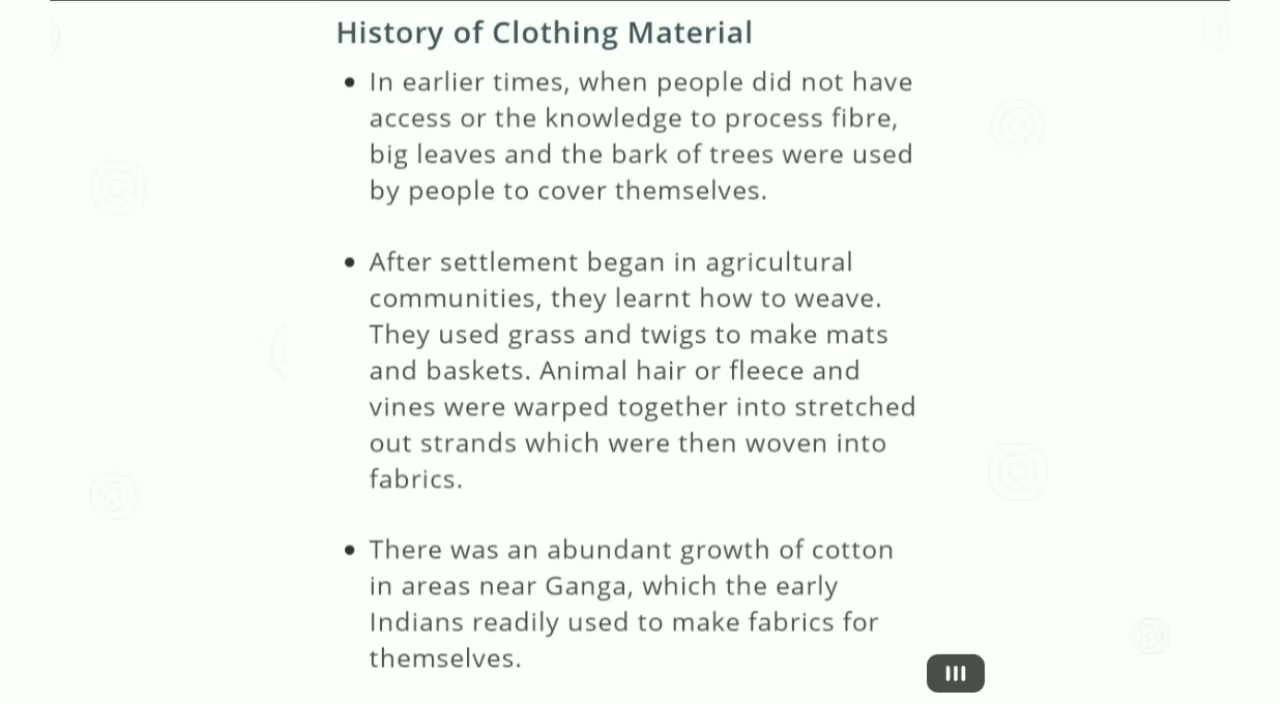 History of Clothing Material
• In earlier times, when people did not have
access or the knowledge to process fibre,
big leaves and the bark of trees were used
by people to cover themselves.
• After settlement began in agricultural
communities, they learnt how to weave.
They used grass and twigs to make mats
and baskets. Animal hair or fleece and
vines were warped together into stretched
out strands which were then woven into
fabrics.
• There was an abundant growth of cotton
in areas near Ganga, which the early
Indians readily used to make fabrics for
themselves.